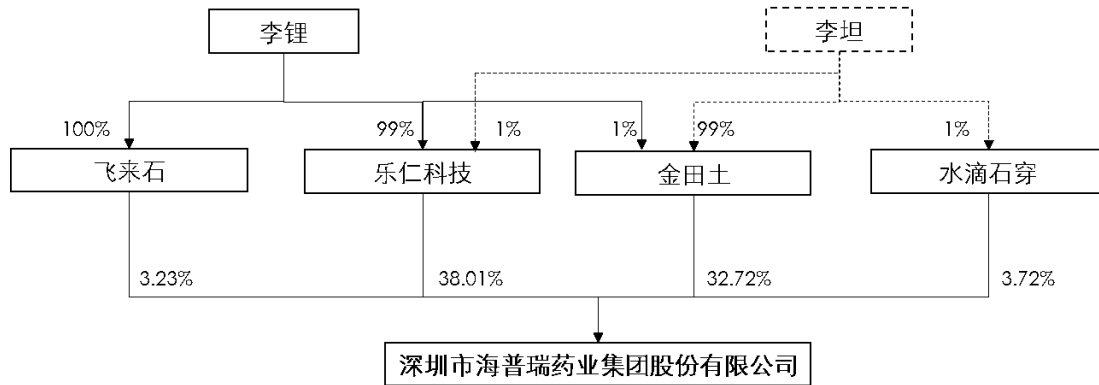 李锂
李坦
100%
99%
1%
1%
99%
1%
飞来石
乐仁科技
金田土
水滴石穿
3.23%
38.01%
32.72%
3.72%
深圳市海普瑞药业集团股份有限公司